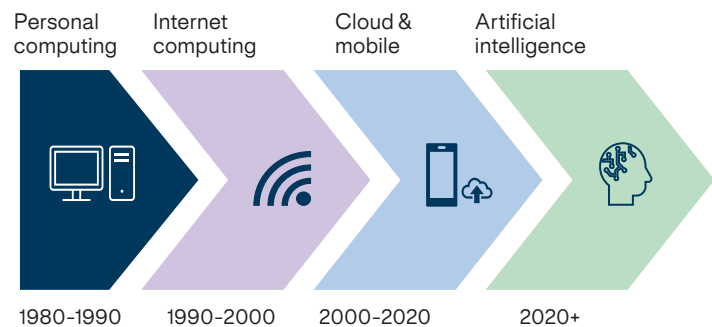 Personal
computing
Internet
computing
Cloud &
mobile
Artificial
intelligence
1980-1990
1990-2000
2000-2020
2020+